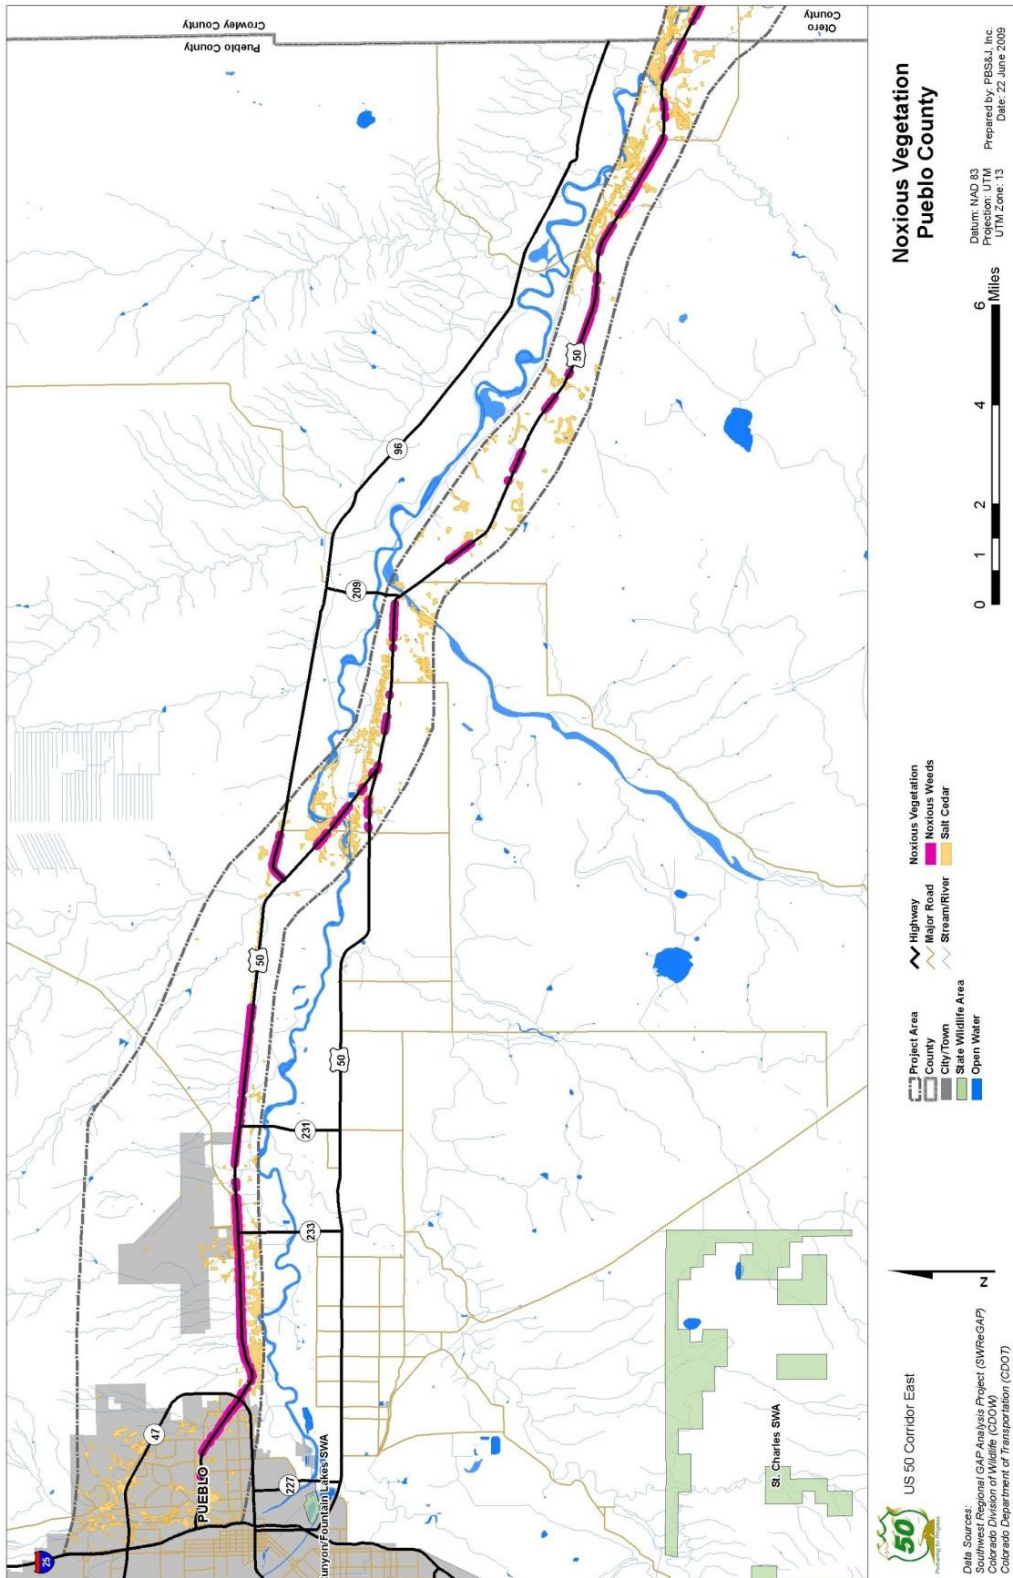 Noxious Vegetation
Pueblo County
Datum: NAD 83
Projection: UTM
UTM Zone: 13
Prepared by: PBS&J, Inc.
Date: 22 June 2009
0 1 2 4 6 Miles
Project Area
County
City/Town
State Wildlife Area
Open Water
Highway
Major Road
Stream/River
Noxious Vegetation
Noxious Weeds
Salt Cedar
N
US 50 Corridor East
50
Data Sources:
Southwest Regional GAP Analysis Project (SWReGAP)
Colorado Division of Wildlife (CDOW)
Colorado Department of Transportation (CDOT)
25
47
PUEBLO
227
unyon/Fountain Lakes SWA
St. Charles SWA
233
231
50
50
209
96
50
Pueblo County
Crowley County
Otero
County